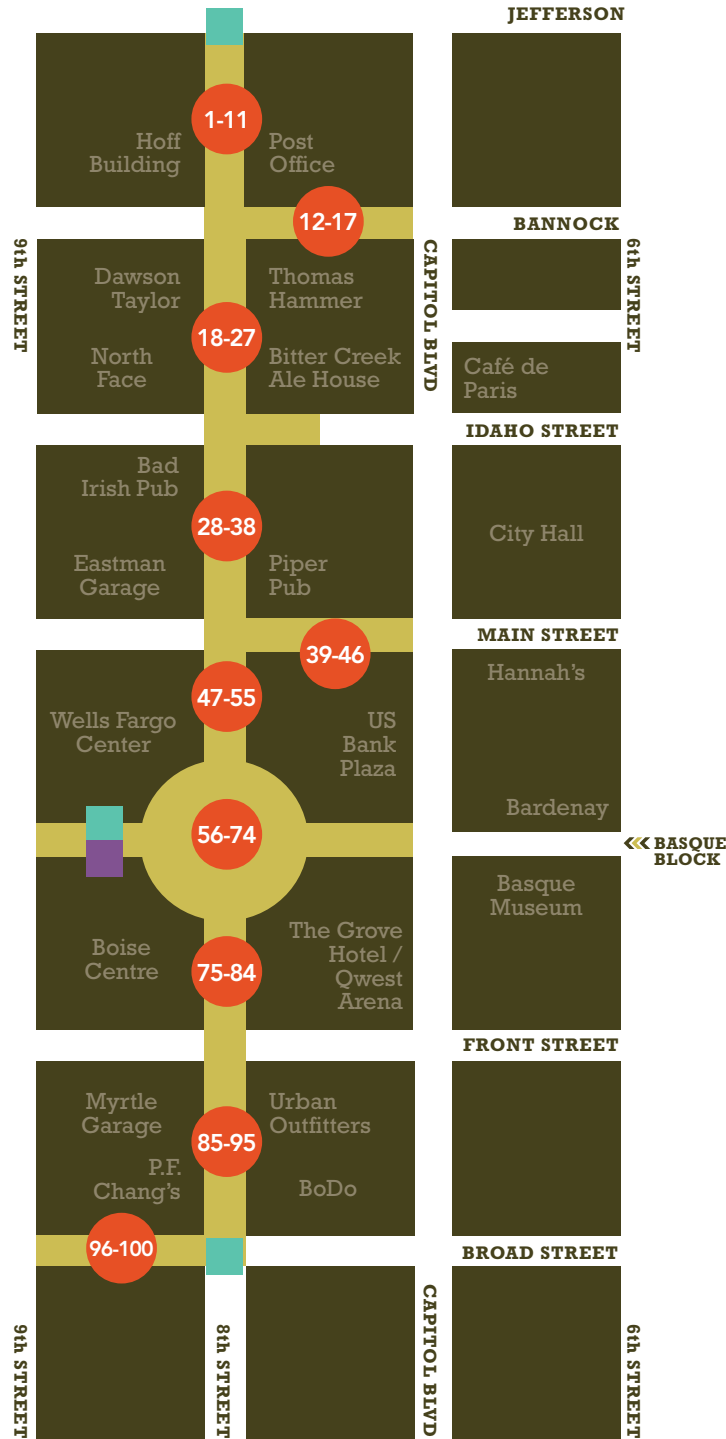 JEFFERSON
1-11
Hoff
Building
Post
Office
12-17
BANNOCK
9th STREET
CAPITOL BLVD
6th STREET
Dawson
Taylor
Thomas
Hammer
18-27
North
Face
Bitter Creek
Ale House
Café de
Paris
IDAHO STREET
Bad
Irish Pub
28-38
City Hall
Eastman
Garage
Piper
Pub
MAIN STREET
39-46
47-55
Hannah's
Wells Fargo
Center
US
Bank
Plaza
Bardenay
56-74
BASQUE
BLOCK
Basque
Museum
Boise
Centre
75-84
The Grove
Hotel /
Qwest
Arena
FRONT STREET
Myrtle
Garage
Urban
Outfitters
85-95
P.F.
Chang's
BoDo
96-100
BROAD STREET
9th STREET
8th STREET
CAPITOL BLVD
6th STREET